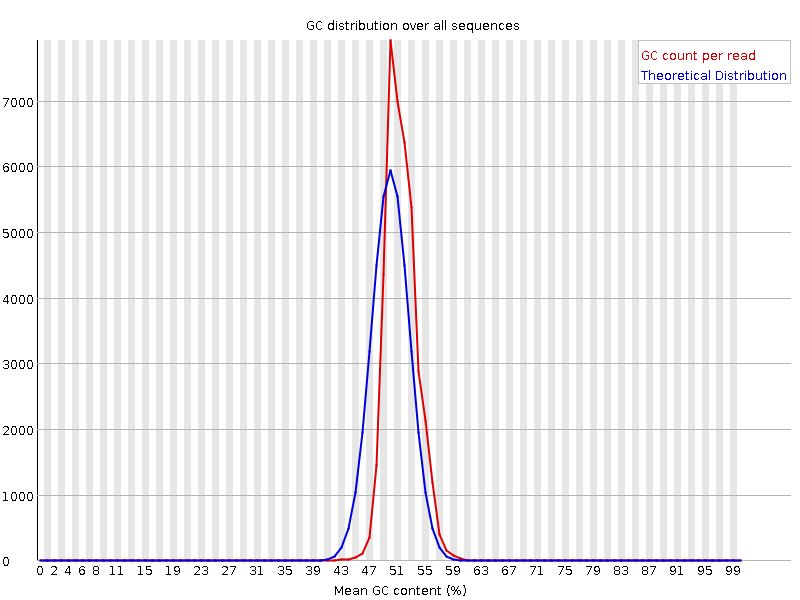 GC distribution over all sequences
GC count per read
Theoretical Distribution
7000
6000
5000
4000
3000
2000
1000
0
0 2 4 6 8 11 15 19 23 27 31 35 39 43 47 51 55 59 63 67 71 75 79 83 87 91 95 99
Mean GC content (%)